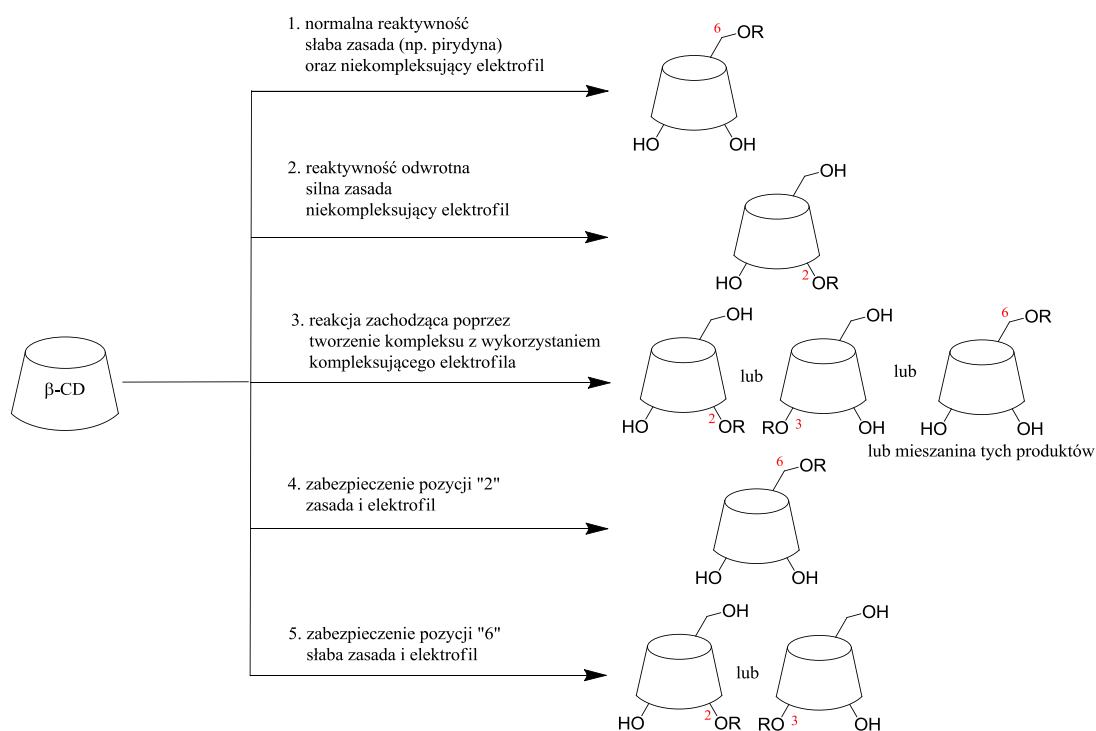 1. normalna reaktywność
słaba zasada (np. pirydyna)
oraz niekompleksujący elektrofil
6
OR
HO
OH
2. reaktywność odwrotna
silna zasada
niekompleksujący elektrofil
OH
HO
2
OR
3. reakcja zachodząca poprzez
tworzenie kompleksu z wykorzystaniem
kompleksującego elektrofila
OH
HO
2
OR
lub
OH
RO
3
OH
lub
6
OR
HO
OH
lub mieszanina tych produktów
β-CD
4. zabezpieczenie pozycji "2"
zasada i elektrofil
6
OR
HO
OH
5. zabezpieczenie pozycji "6"
słaba zasada i elektrofil
OH
HO
2
OR
lub
OH
RO
3
OH